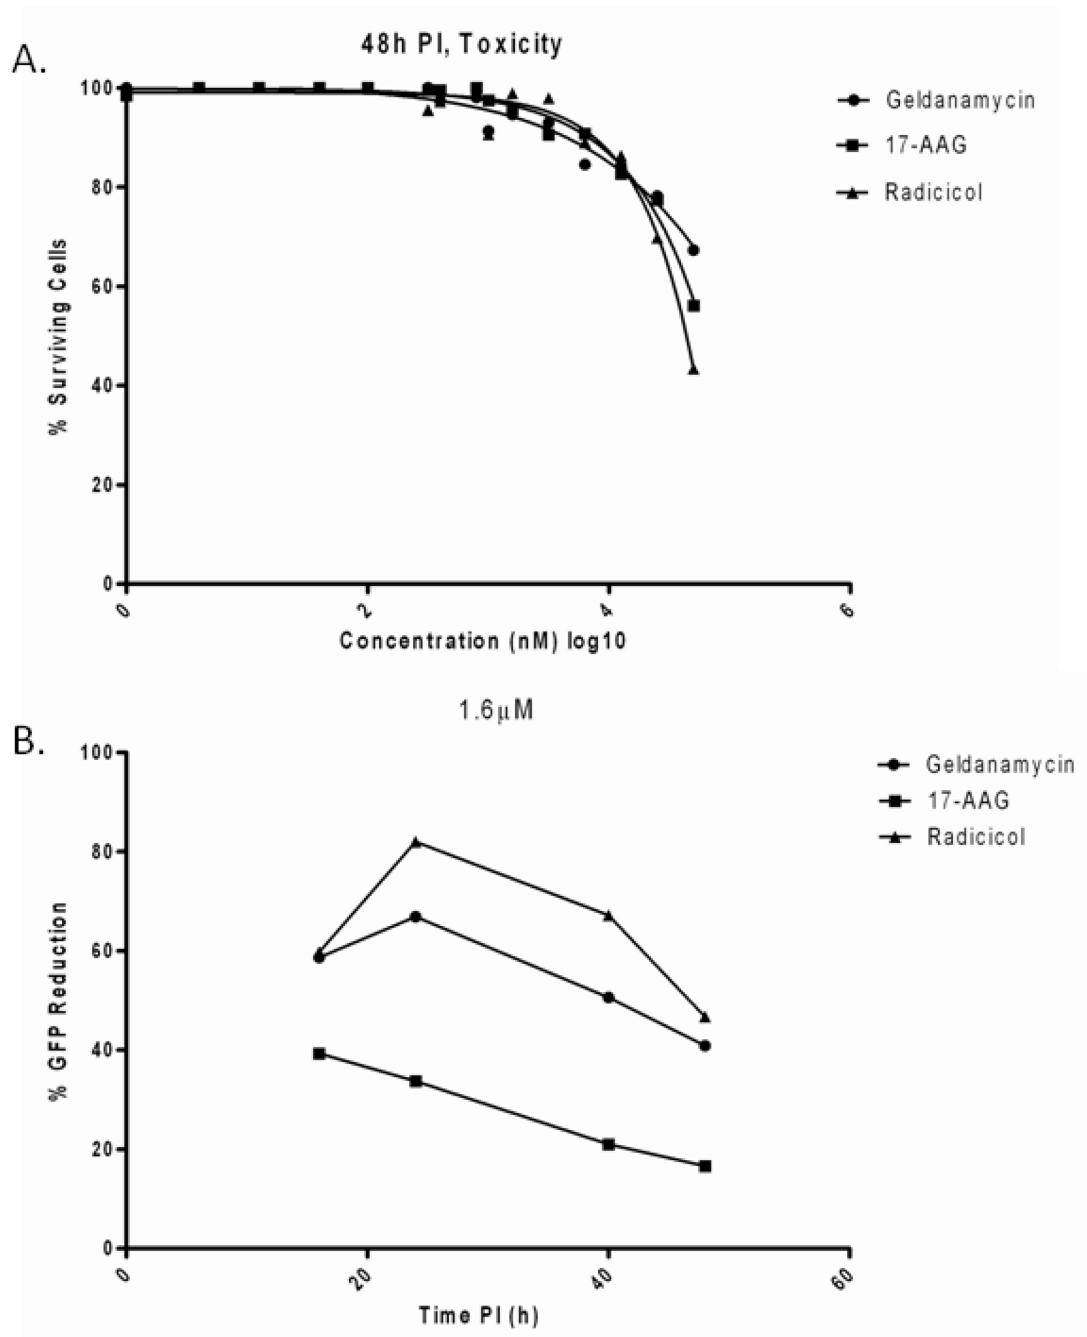 A.
48h PI, Toxicity
100
80
60
40
20
0
% Surviving Cells
0 2 4 6
Concentration (nM) log10
Geldanamycin
17-AAG
Radicicol
B.
1.6μM
100
80
60
40
20
0
% GFP Reduction
0 20 40 60
Time PI (h)
Geldanamycin
17-AAG
Radicicol